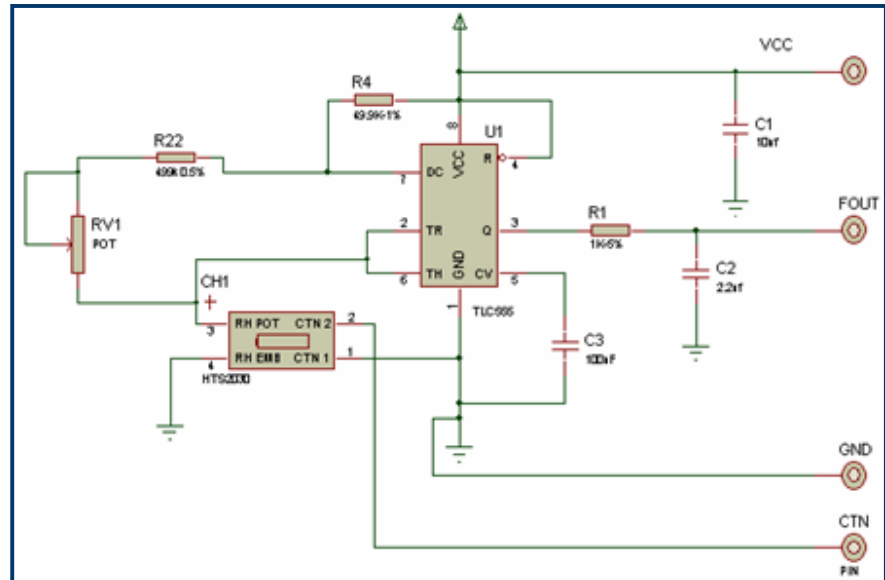 VCC
R4
49.9K-1%
8
U1
C1
10nf
R22
499k 0.5%
7
DC
VCC
R
4
FOUT
RV1
POT
2
TR
Q
3
R1
1K-5%
CH1
+
6
TH
GND
CV
5
C2
2.2nf
1
TLC555
3
RH POT
CTN 2
2
C3
100nF
4
RH EMB
CTN 1
1
HTS2030
GND
CTN
PIN